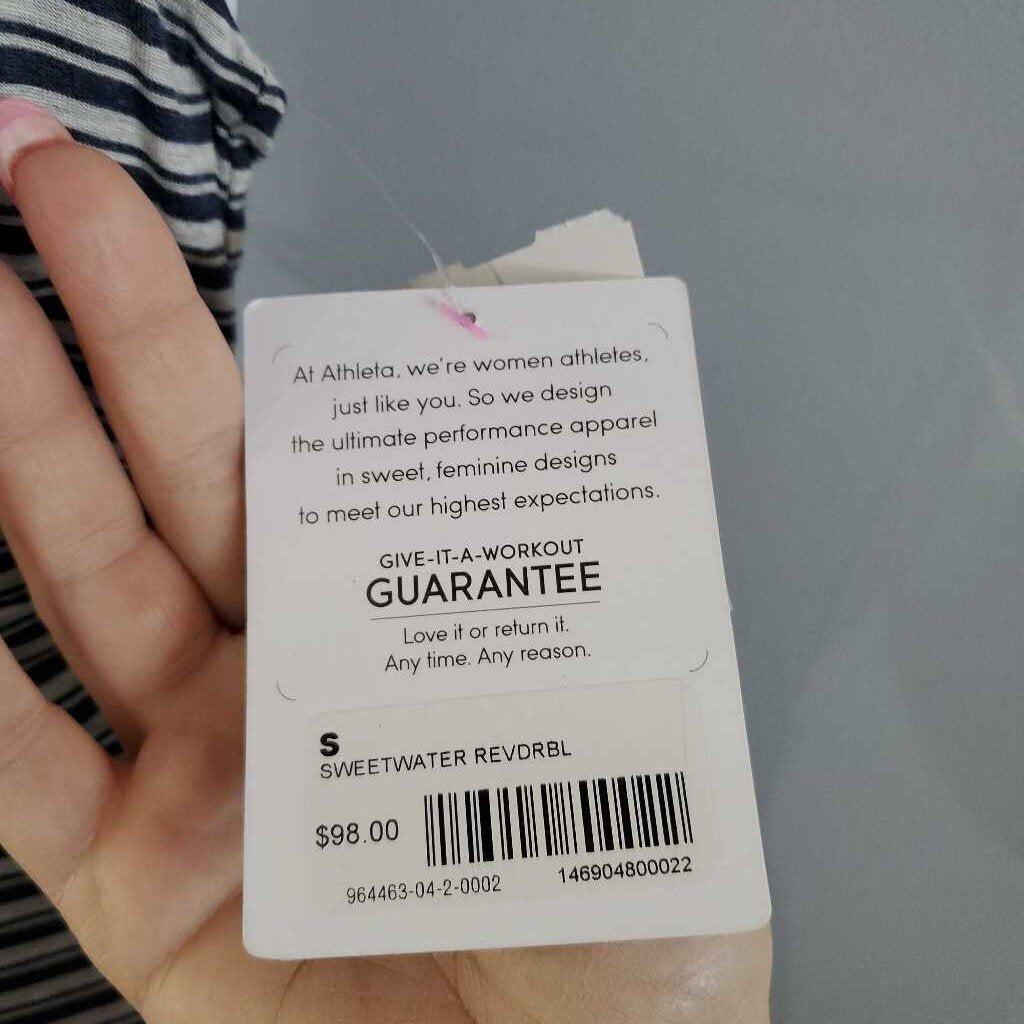 At Athleta, we're women athletes,
just like you. So we design
the ultimate performance apparel
in sweet, feminine designs
to meet our highest expectations.
GIVE-IT-A-WORKOUT
GUARANTEE
Love it or return it.
Any time. Any reason.
S
SWEETWATER REVDRBL
$98.00
964463-04-2-0002
146904800022